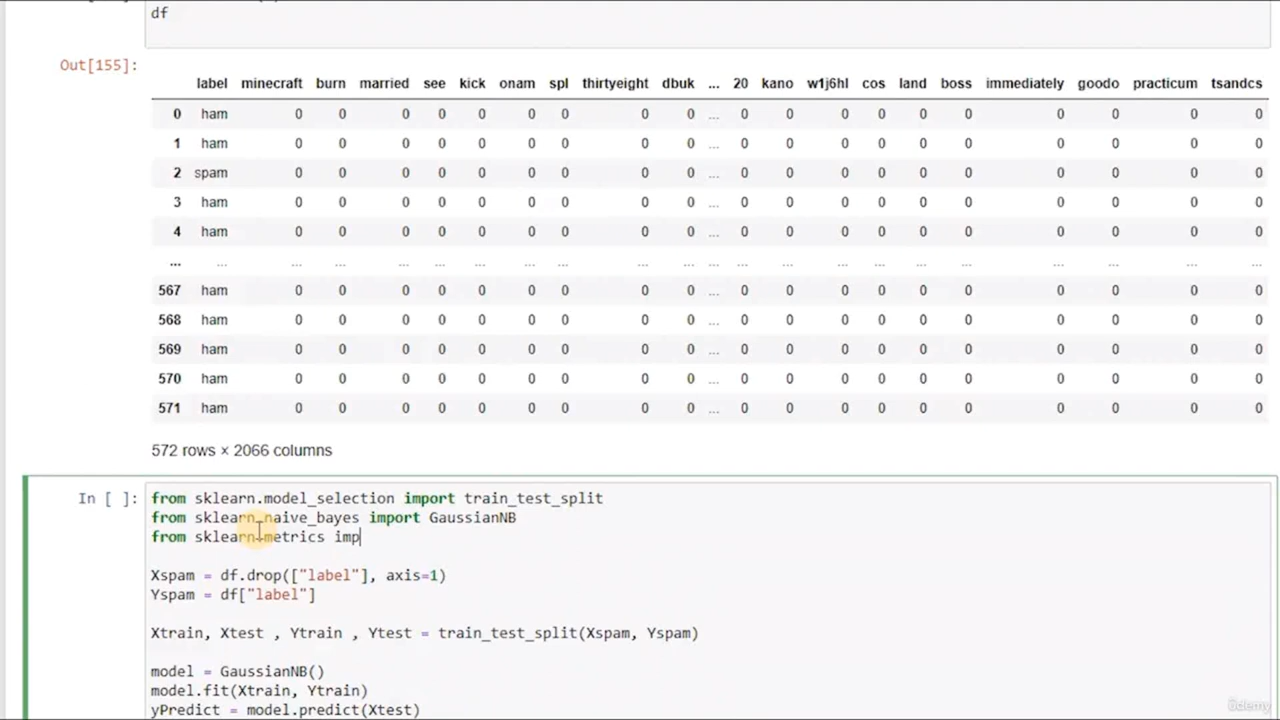 df
Out[155]:
label minecraft burn married see kick onam spl thirtyeight dbuk ... 20 kano w1j6hl cos land boss immediately goodo practicum tsandcs
0 ham 0 0 0 0 0 0 0 0 0 ... 0 0 0 0 0 0 0 0 0 0
1 ham 0 0 0 0 0 0 0 0 0 ... 0 0 0 0 0 0 0 0 0 0
2 spam 0 0 0 0 0 0 0 0 0 ... 0 0 0 0 0 0 0 0 0 0
3 ham 0 0 0 0 0 0 0 0 0 ... 0 0 0 0 0 0 0 0 0 0
4 ham 0 0 0 0 0 0 0 0 0 ... 0 0 0 0 0 0 0 0 0 0
... ... ... ... ... ... ... ... ... ... ... ... ... ... ... ... ... ... ... ... ... ...
567 ham 0 0 0 0 0 0 0 0 0 ... 0 0 0 0 0 0 0 0 0 0
568 ham 0 0 0 0 0 0 0 0 0 ... 0 0 0 0 0 0 0 0 0 0
569 ham 0 0 0 0 0 0 0 0 0 ... 0 0 0 0 0 0 0 0 0 0
570 ham 0 0 0 0 0 0 0 0 0 ... 0 0 0 0 0 0 0 0 0 0
571 ham 0 0 0 0 0 0 0 0 0 ... 0 0 0 0 0 0 0 0 0 0
572 rows × 2066 columns
In [ ]:
from sklearn.model_selection import train_test_split
from sklearn.naive_bayes import GaussianNB
from sklearn.metrics imp
Xspam = df.drop(["label"], axis=1)
Yspam = df["label"]
Xtrain, Xtest , Ytrain , Ytest = train_test_split(Xspam, Yspam)
model = GaussianNB()
model.fit(Xtrain, Ytrain)
yPredict = model.predict(Xtest)
ûdemy